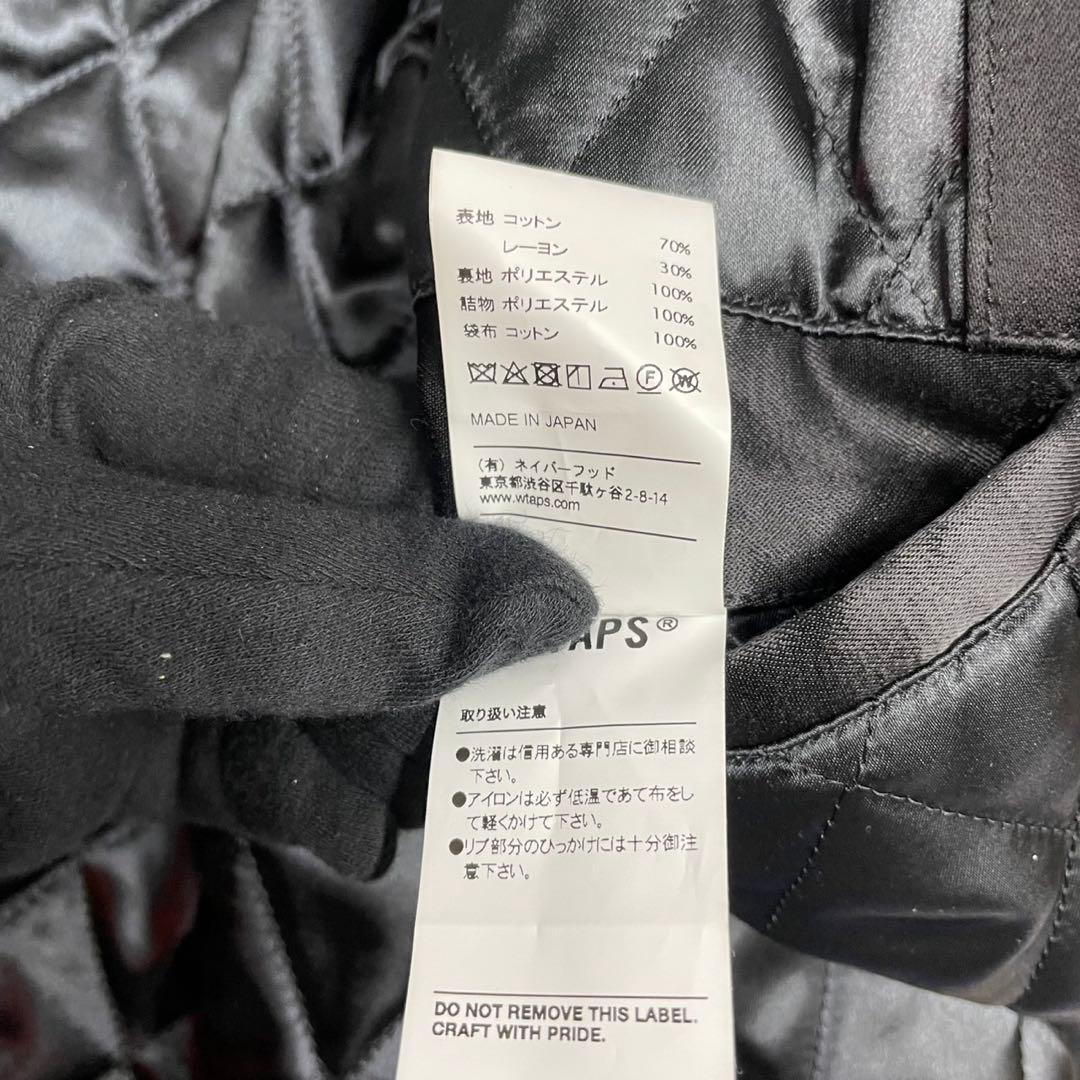 表地 コットン 70%
レーヨン 30%
裏地 ポリエステル 100%
詰物 ポリエステル 100%
袋布 コットン 100%
F W
MADE IN JAPAN
(有) ネイバーフッド
東京都渋谷区千駄ヶ谷2-8-14
www.wtaps.com
TAPS®
取り扱い注意
●洗濯は信用ある専門店に御相談
下さい。
●アイロンは必ず低温であて布をし
て軽くかけて下さい。
●リブ部分のひっかけには十分御注
意下さい。
DO NOT REMOVE THIS LABEL.
CRAFT WITH PRIDE.